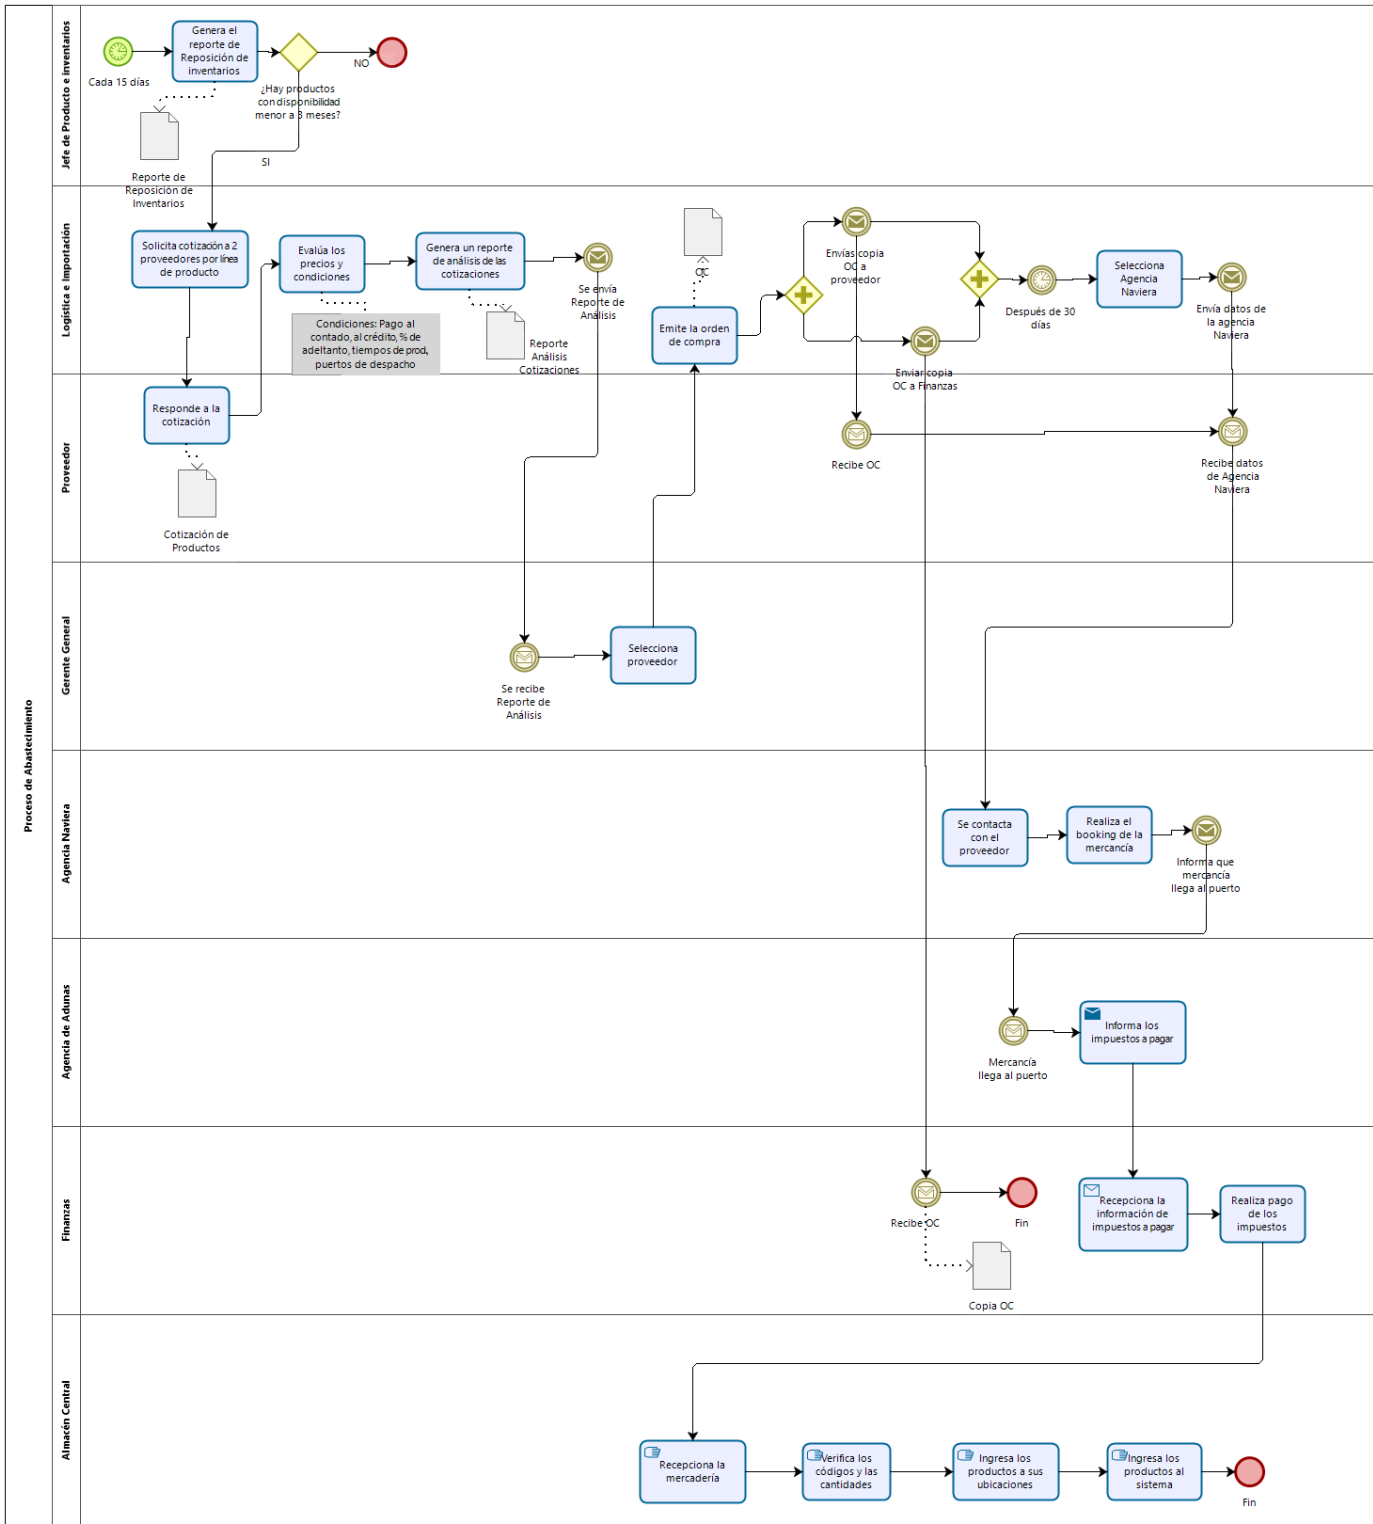 Proceso de Abastecimiento
Jefe de Producto e inventarios
Cada 15 días
Genera el
reporte de
Reposición de
inventarios
¿Hay productos
con disponibilidad
menor a 3 meses?
NO
SI
Reporte de
Reposición de
Inventarios
Logística e Importación
Solicita cotización a 2
proveedores por línea
de producto
Evalúa los
precios y
condiciones
Condiciones: Pago al
contado, al crédito, % de
adeltanto, tiempos de prod,
puertos de despacho
Genera un reporte
de análisis de las
cotizaciones
Reporte
Análisis
Cotizaciones
Se envía
Reporte de
Análisis
OC
Emite la orden
de compra
Envías copia
OC a
proveedor
Enviar copia
OC a Finanzas
Después de 30
días
Selecciona
Agencia
Naviera
Envía datos de
la agencia
Naviera
Proveedor
Responde a la
cotización
Cotización de
Productos
Recibe OC
Recibe datos
de Agencia
Naviera
Gerente General
Se recibe
Reporte de
Análisis
Selecciona
proveedor
Agencia Naviera
Se contacta
con el
proveedor
Realiza el
booking de la
mercancía
Informa que
mercancía
llega al puerto
Agencia de Adunas
Mercancía
llega al puerto
Informa los
impuestos a pagar
Finanzas
Recibe OC
Fin
Copia OC
Recepciona la
información de
impuestos a pagar
Realiza pago
de los
impuestos
Almacén Central
Recepciona la
mercadería
Verifica los
códigos y las
cantidades
Ingresa los
productos a sus
ubicaciones
Ingresa los
productos al
sistema
Fin